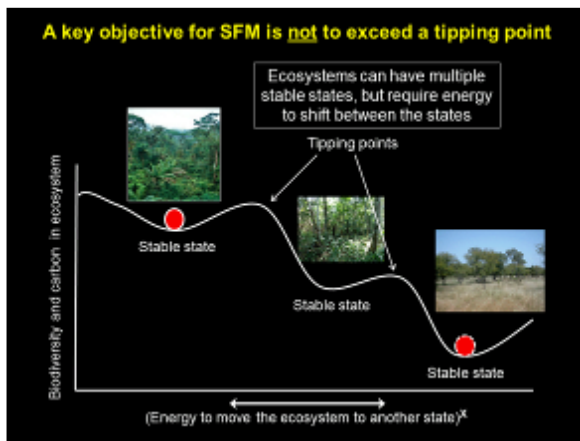 A key objective for SFM is not to exceed a tipping point
Ecosystems can have multiple
stable states, but require energy
to shift between the states
Tipping points
Biodiversity and carbon in ecosystem
Stable state
Stable state
Stable state
(Energy to move the ecosystem to another state)ˣ